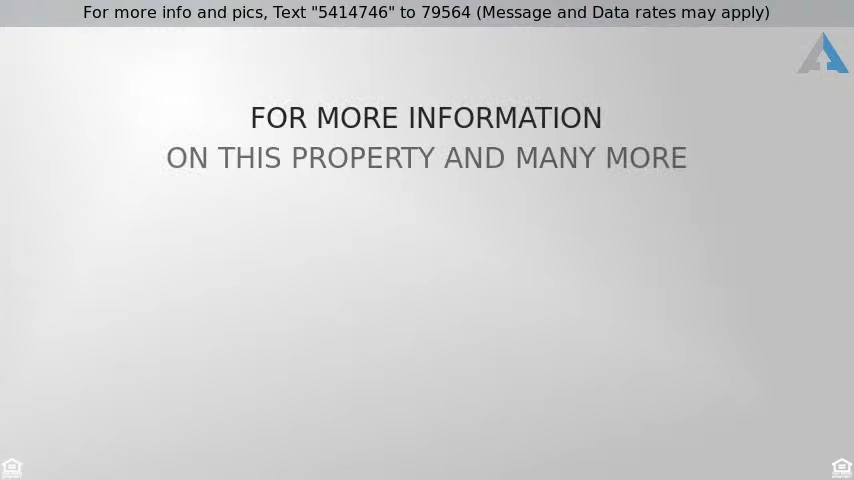 For more info and pics, Text "5414746" to 79564 (Message and Data rates may apply)
FOR MORE INFORMATION
ON THIS PROPERTY AND MANY MORE